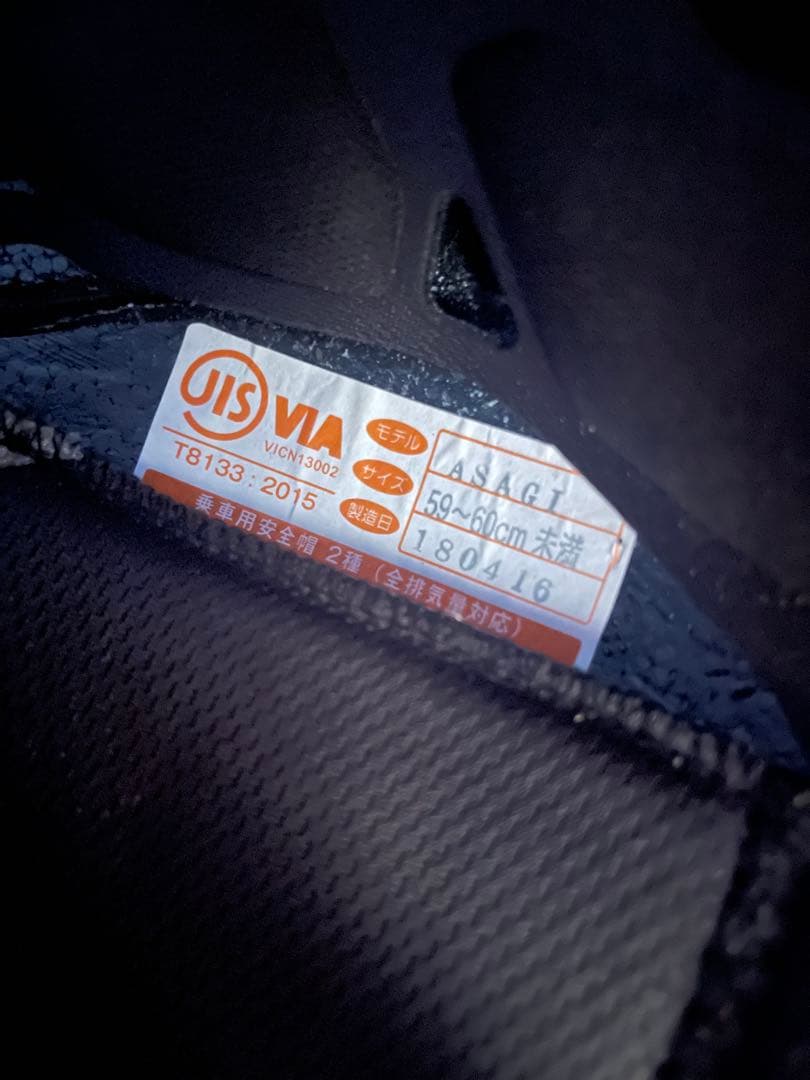 JIS VIA
VICN13002
T8133:2015
モデル ASAGI
サイズ 59~60cm 未満
製造日 180416
乗車用安全帽 2種（全排気量対応）